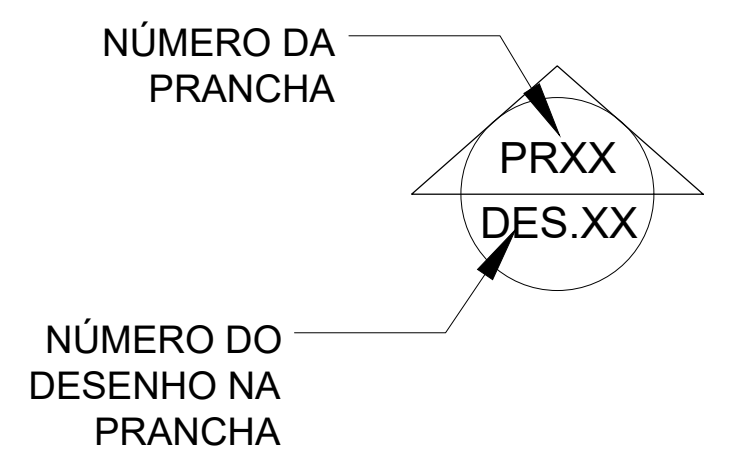 NÚMERO DA
PRANCHA
PRXX
DES.XX
NÚMERO DO
DESENHO NA
PRANCHA